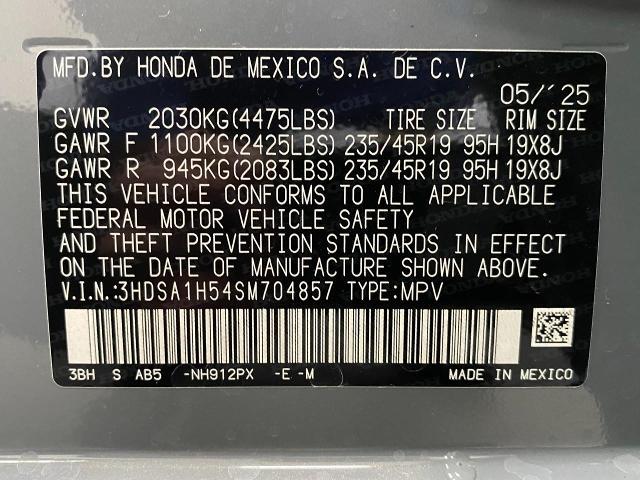 MFD.BY HONDA DE MEXICO S.A. DE C.V.
05/´25
GVWR 2030KG(4475LBS) TIRE SIZE RIM SIZE
GAWR F 1100KG(2425LBS) 235/45R19 95H 19X8J
GAWR R 945KG(2083LBS) 235/45R19 95H 19X8J
THIS VEHICLE CONFORMS TO ALL APPLICABLE
FEDERAL MOTOR VEHICLE SAFETY
AND THEFT PREVENTION STANDARDS IN EFFECT
ON THE DATE OF MANUFACTURE SHOWN ABOVE.
V.I.N.:3HDSA1H54SM704857 TYPE:MPV
3BH S AB5 -NH912PX -E -M MADE IN MEXICO